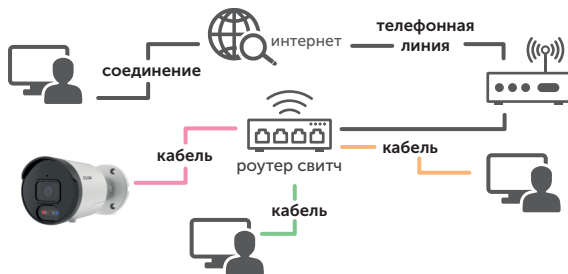 интернет
телефонная
линия
соединение
кабель
роутер свитч
кабель
кабель